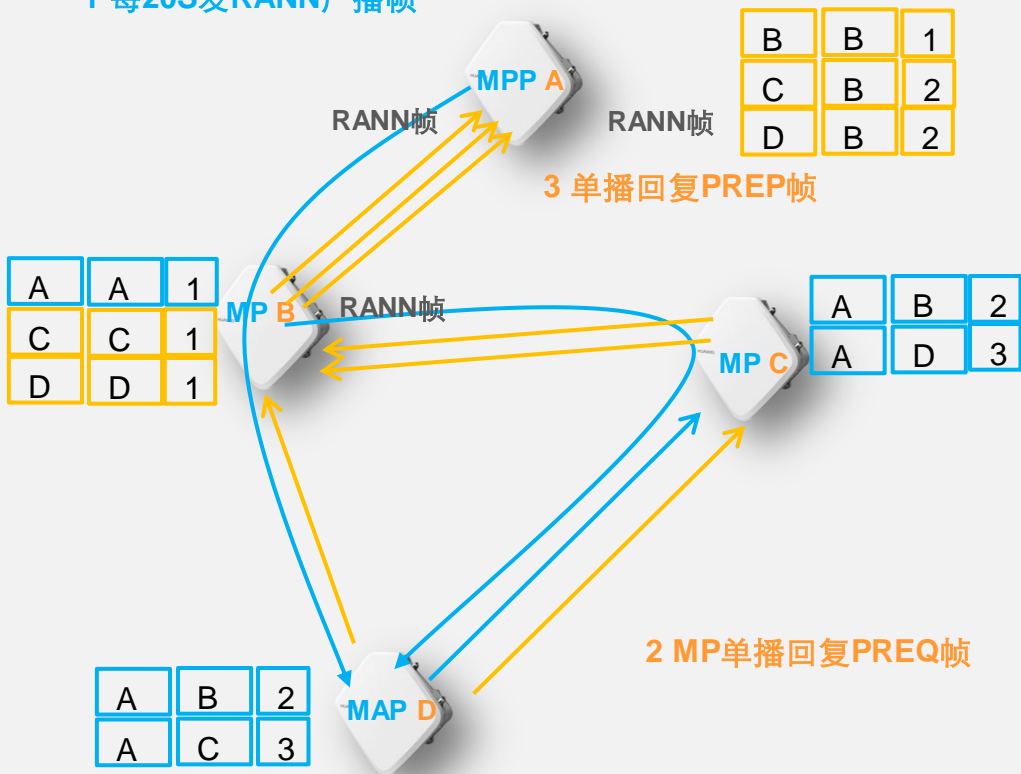 1 每20S发RANN广播帧
MPP A
B B 1
C B 2
D B 2
RANN帧
RANN帧
3 单播回复PREP帧
A A 1
C C 1
D D 1
MP B
RANN帧
MP C
A B 2
A D 3
2 MP单播回复PREQ帧
MAP D
A B 2
A C 3